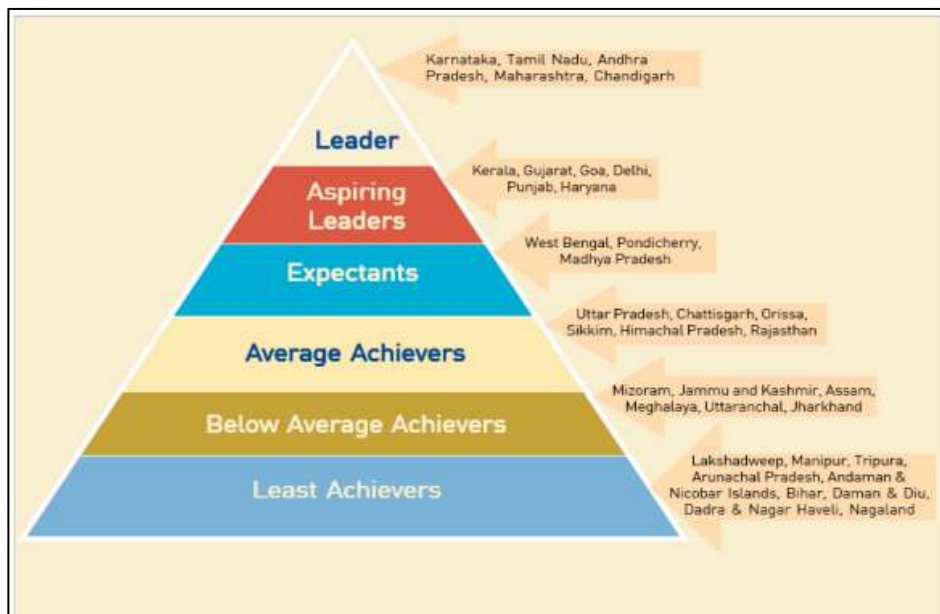 Karnataka, Tamil Nadu, Andhra
Pradesh, Maharashtra, Chandigarh
Leader
Kerala, Gujarat, Goa, Delhi,
Punjab, Haryana
Aspiring
Leaders
West Bengal, Pondicherry,
Madhya Pradesh
Expectants
Uttar Pradesh, Chattisgarh, Orissa,
Sikkim, Himachal Pradesh, Rajasthan
Average Achievers
Mizoram, Jammu and Kashmir, Assam,
Meghalaya, Uttaranchal, Jharkhand
Below Average Achievers
Lakshadweep, Manipur, Tripura,
Arunachal Pradesh, Andaman &
Nicobar Islands, Bihar, Daman & Diu,
Dadra & Nagar Haveli, Nagaland
Least Achievers